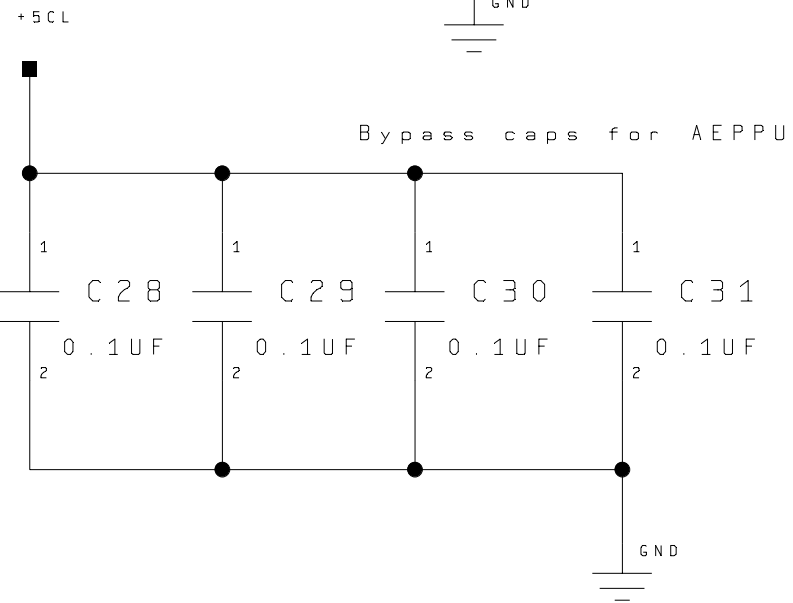 GND
+5CL
Bypass caps for AEPPU
1 1 1 1
C28 C29 C30 C31
0.1UF 0.1UF 0.1UF 0.1UF
2 2 2 2
GND